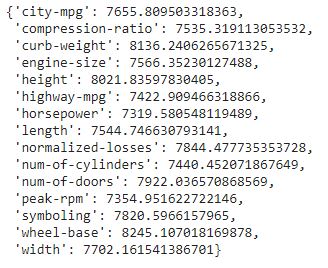 {'city-mpg': 7655.809503318363,
'compression-ratio': 7535.319113053532,
'curb-weight': 8136.2406265671325,
'engine-size': 7566.35230127488,
'height': 8021.83597830405,
'highway-mpg': 7422.909466318866,
'horsepower': 7319.580548119489,
'length': 7544.746630793141,
'normalized-losses': 7844.477735353728,
'num-of-cylinders': 7440.452071867649,
'num-of-doors': 7922.036570868569,
'peak-rpm': 7354.951622722146,
'symboling': 7820.5966157965,
'wheel-base': 8245.107018169878,
'width': 7702.161541386701}